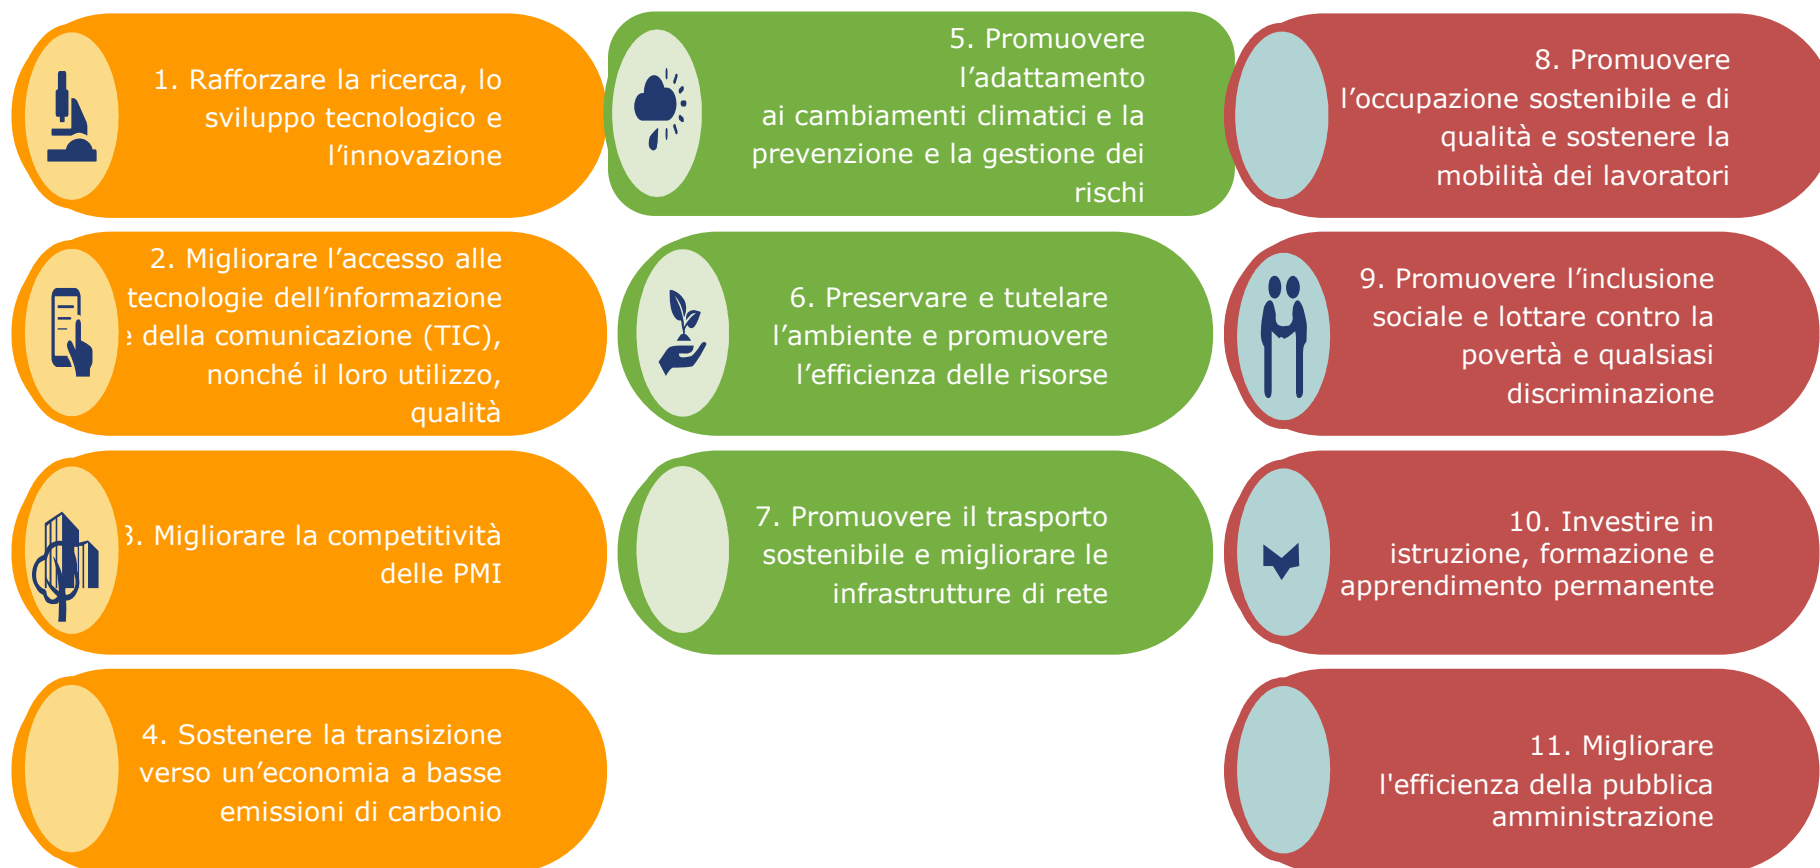 1. Rafforzare la ricerca, lo
sviluppo tecnologico e
l’innovazione
2. Migliorare l’accesso alle
tecnologie dell’informazione
e della comunicazione (TIC),
nonché il loro utilizzo,
qualità
3. Migliorare la competitività
delle PMI
4. Sostenere la transizione
verso un’economia a basse
emissioni di carbonio
5. Promuovere
l’adattamento
ai cambiamenti climatici e la
prevenzione e la gestione dei
rischi
6. Preservare e tutelare
l’ambiente e promuovere
l’efficienza delle risorse
7. Promuovere il trasporto
sostenibile e migliorare le
infrastrutture di rete
8. Promuovere
l’occupazione sostenibile e di
qualità e sostenere la
mobilità dei lavoratori
9. Promuovere l’inclusione
sociale e lottare contro la
povertà e qualsiasi
discriminazione
10. Investire in
istruzione, formazione e
apprendimento permanente
11. Migliorare
l'efficienza della pubblica
amministrazione